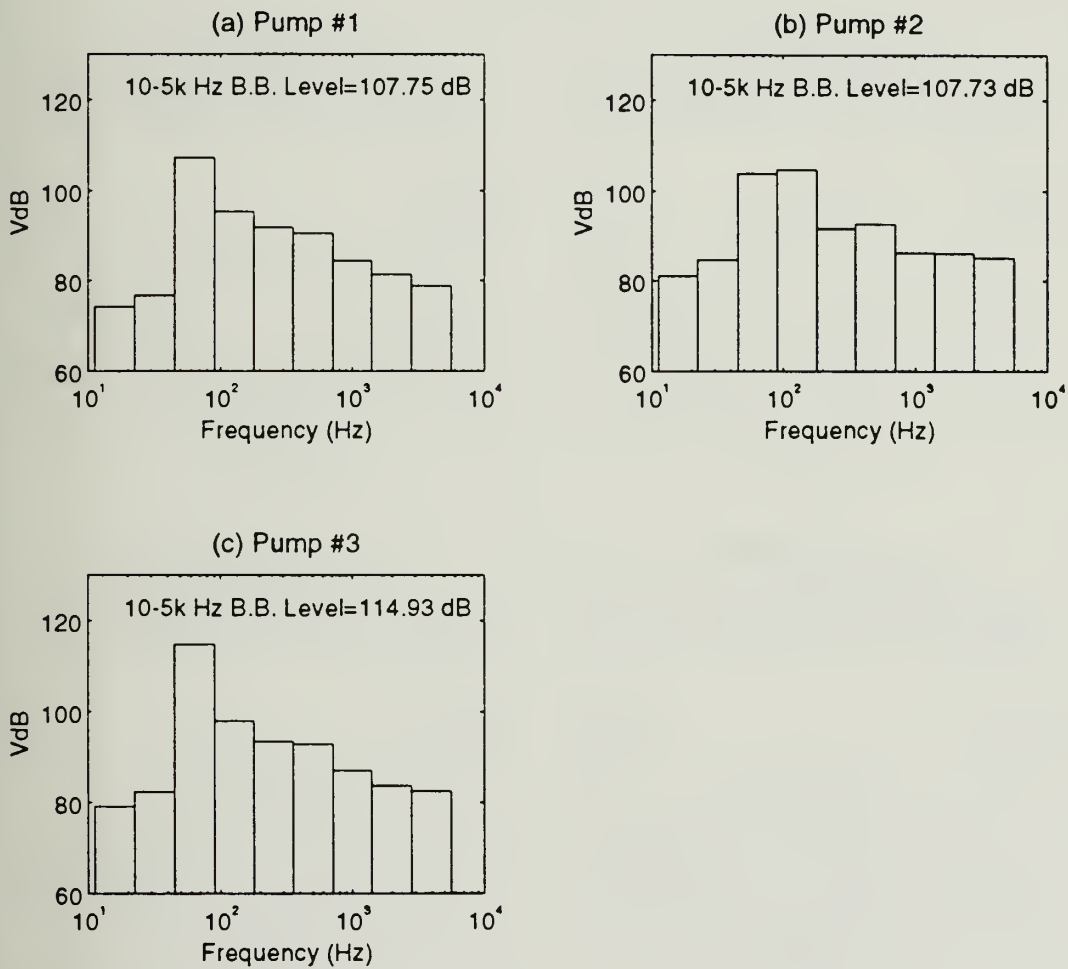 (a) Pump #1
10-5k Hz B.B. Level=107.75 dB
120
100
80
60
VdB
10¹ 10² 10³ 10⁴
Frequency (Hz)
(b) Pump #2
10-5k Hz B.B. Level=107.73 dB
120
100
80
60
VdB
10¹ 10² 10³ 10⁴
Frequency (Hz)
(c) Pump #3
10-5k Hz B.B. Level=114.93 dB
120
100
80
60
VdB
10¹ 10² 10³ 10⁴
Frequency (Hz)